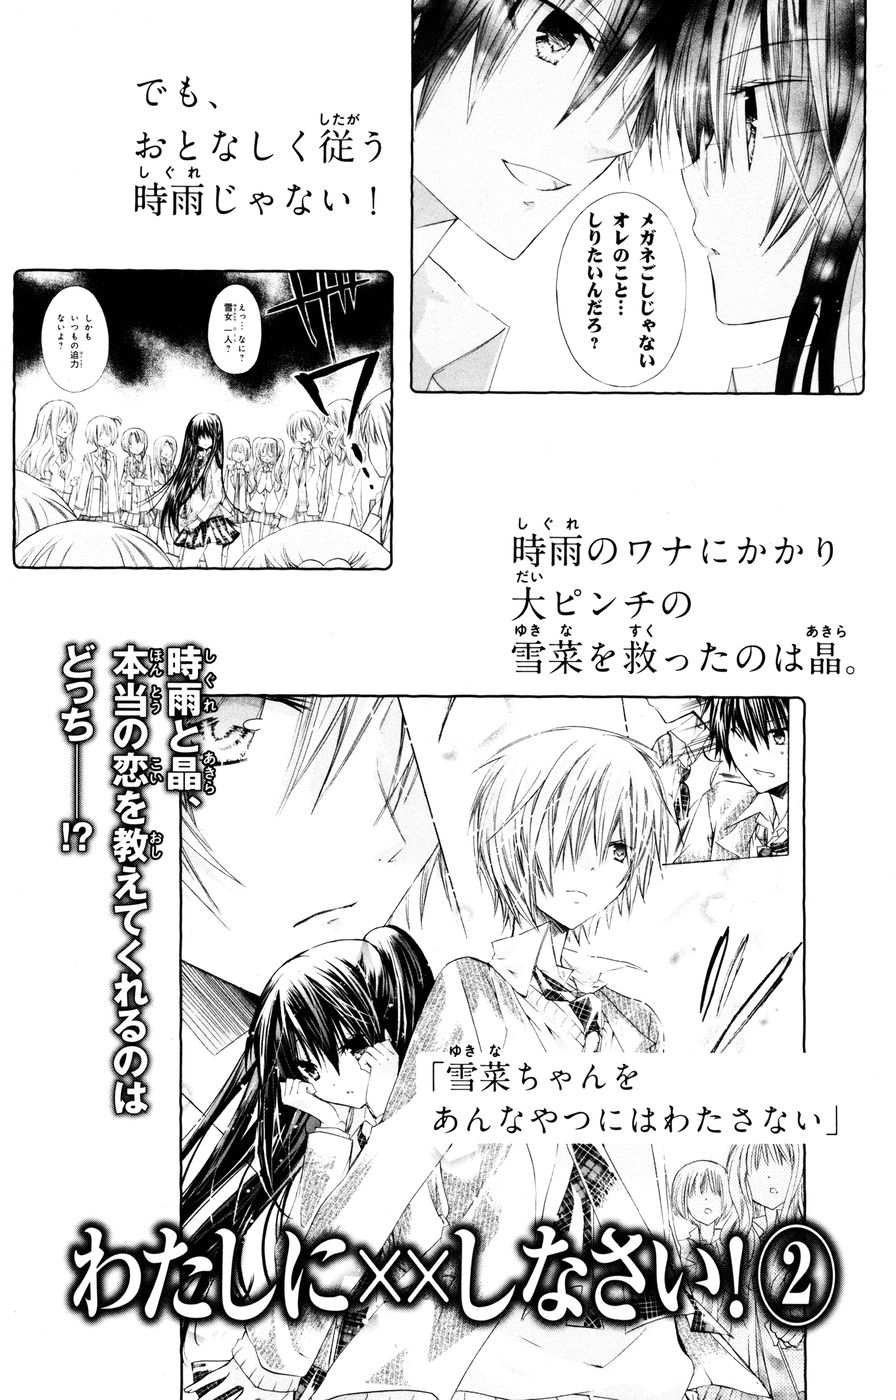 でも、
おとなしく従う
時雨じゃない！
メガネごしじゃない
オレのこと…
しりたいんだろ？
えっ…なに？
雪女一人？
しかも
いつもの迫力
ないよ？
ワッ…
時雨のワナにかかり
大ピンチの
雪菜を救ったのは晶。
時雨と晶、
本当の恋を教えてくれるのは
どっち──!?
「雪菜ちゃんを
あんなやつにはわたさない」
わたしに××しなさい！②